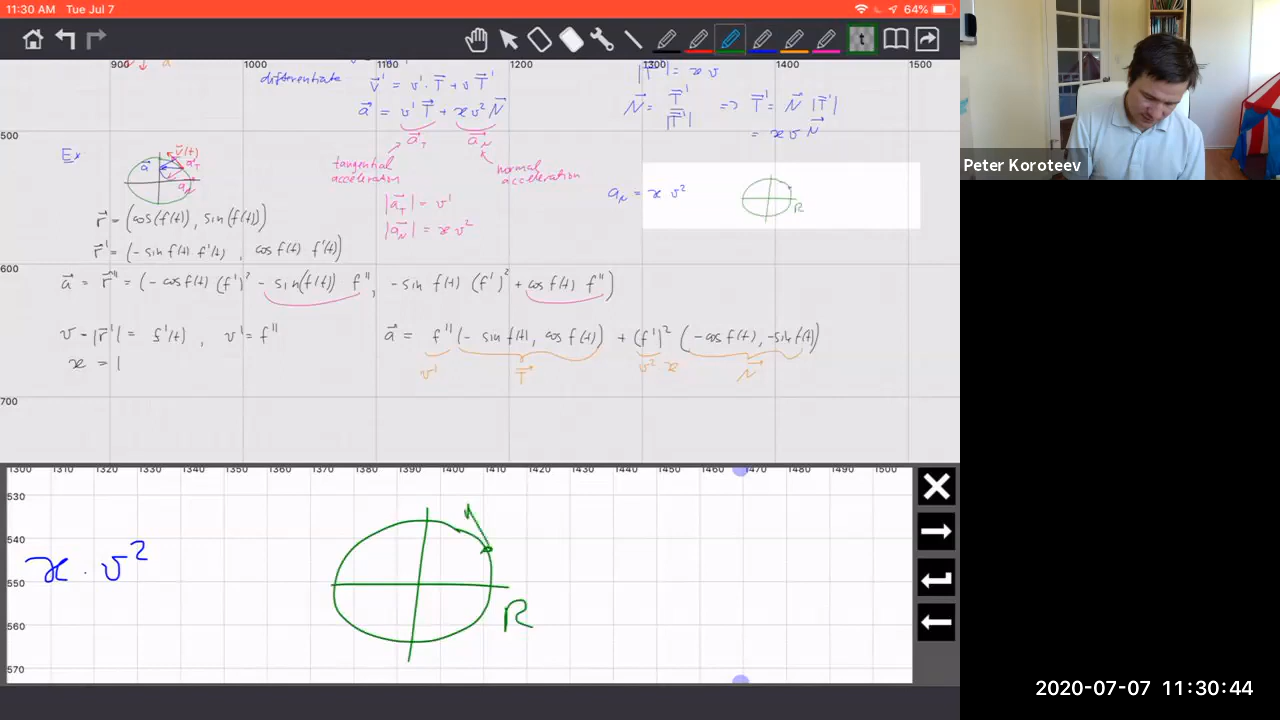 11:30 AM Tue Jul 7
64%
t
900 1000 1100 1200 1300 1400 1500
differentiate
v⃗' = v'·T⃗ + v T⃗'
|T⃗'| = ϰ v
a⃗ = v' T⃗ + ϰ v² N⃗
N⃗ = T⃗' / |T⃗'| => T⃗' = N⃗ |T⃗'|
= ϰ v N⃗
a⃗_T a⃗_N
500
Ex
v⃗(t)
a⃗
a⃗_T
tangential acceleration
normal acceleration
a_N = ϰ v²
R
r⃗ = (cos(f(t)), sin(f(t)))
|a⃗_T| = v'
|a⃗_N| = ϰ v²
r⃗' = (-sin f(t) f'(t), cos f(t) f'(t))
600
a⃗ = r⃗'' = (-cos f(t) (f')² - sin(f(t)) f'', -sin f(t) (f')² + cos f(t) f'')
v = |r⃗'| = f'(t), v' = f''
a⃗ = f'' (-sin f(t), cos f(t)) + (f')² (-cos f(t), -sin f(t))
ϰ = 1
v' T⃗ v²·ϰ N⃗
700
1300 1310 1320 1330 1340 1350 1360 1370 1380 1390 1400 1410 1420 1430 1440 1450 1460 1470 1480 1490 1500
530
540
ϰ · v²
550
R
560
570
Peter Koroteev
2020-07-07 11:30:44